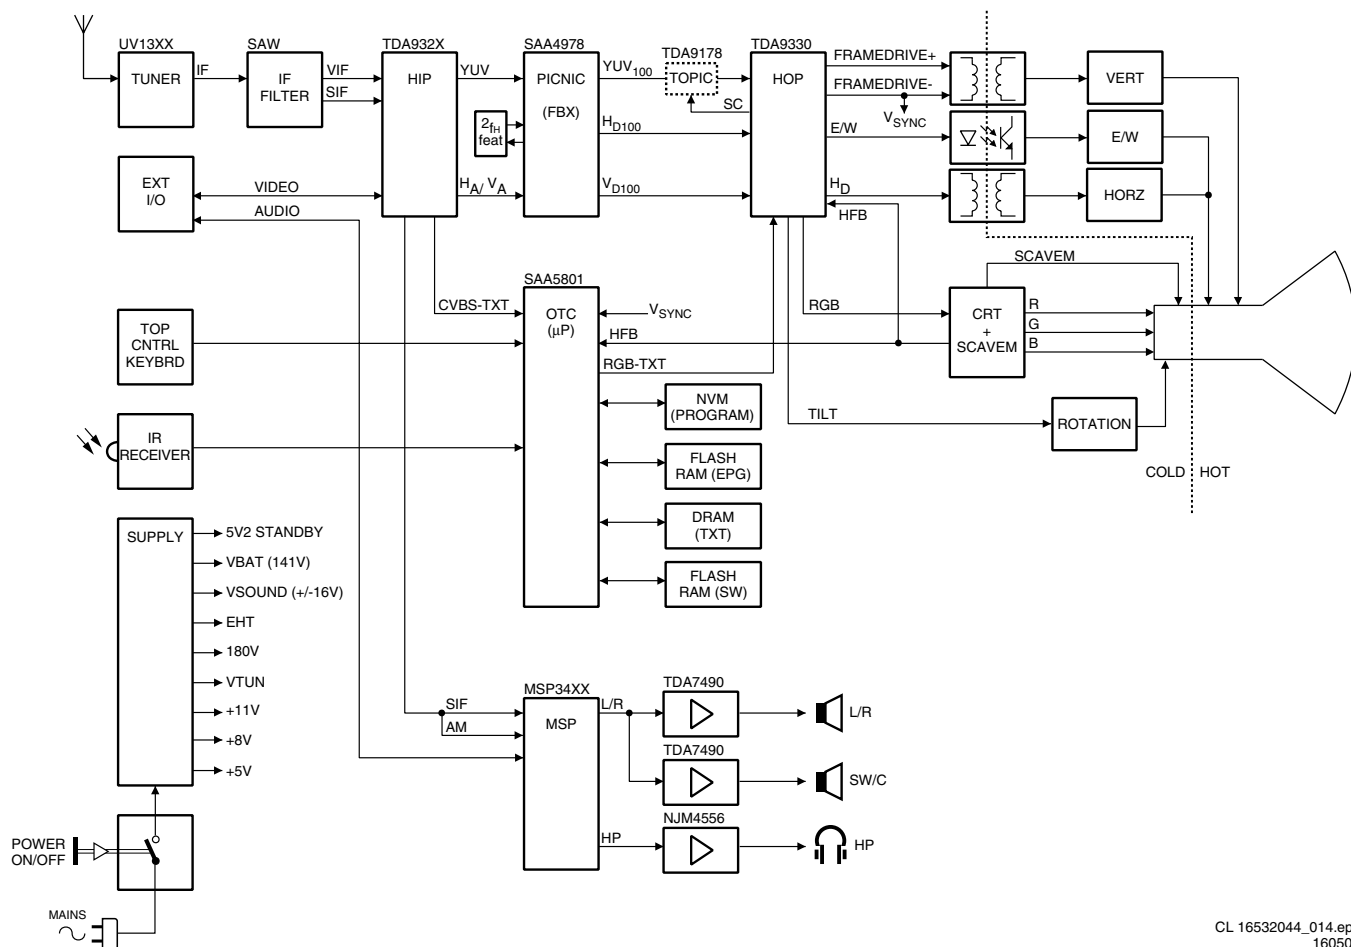 UV13XX
TUNER
IF
SAW
IF
FILTER
VIF
SIF
TDA932X
HIP
YUV
SAA4978
PICNIC
(FBX)
2fH
feat
HA/ VA
YUV100
HD100
VD100
TDA9178
TOPIC
SC
TDA9330
HOP
FRAMEDRIVE+
FRAMEDRIVE-
VSYNC
E/W
HD
HFB
VERT
E/W
HORZ
EXT
I/O
VIDEO
AUDIO
SCAVEM
SAA5801
OTC
(µP)
CVBS-TXT
VSYNC
HFB
RGB-TXT
RGB
CRT
+
SCAVEM
R
G
B
TOP
CNTRL
KEYBRD
NVM
(PROGRAM)
TILT
ROTATION
IR
RECEIVER
FLASH
RAM (EPG)
COLD
HOT
DRAM
(TXT)
FLASH
RAM (SW)
SUPPLY
5V2 STANDBY
VBAT (141V)
VSOUND (+/-16V)
EHT
180V
VTUN
+11V
+8V
+5V
SIF
AM
MSP34XX
MSP
L/R
TDA7490
L/R
TDA7490
SW/C
HP
NJM4556
HP
POWER
ON/OFF
MAINS
CL 16532044_014.ep
16050